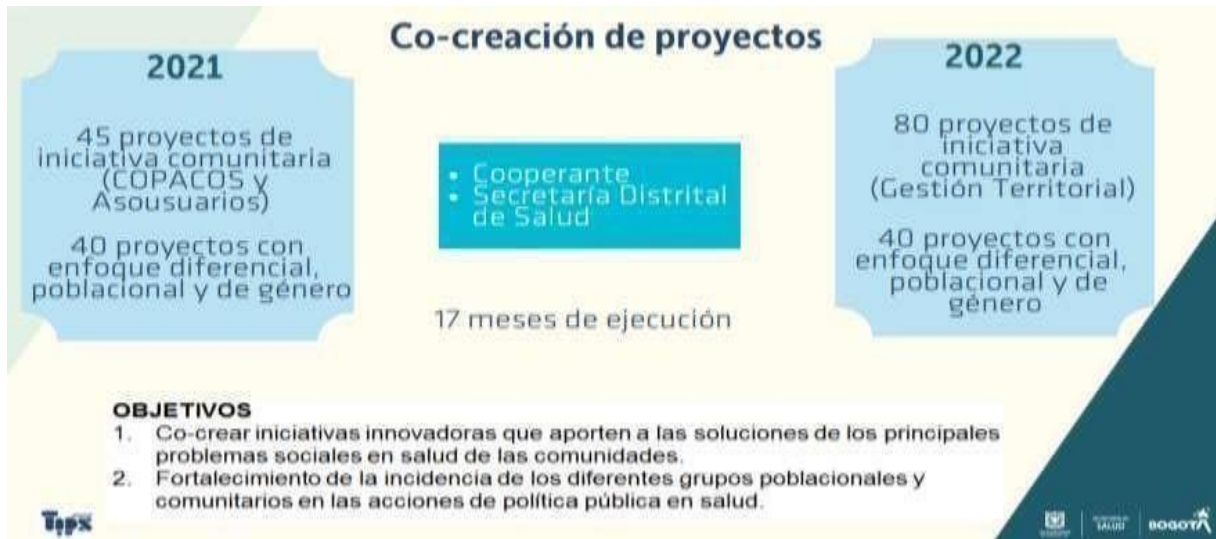 Co-creación de proyectos
2021
45 proyectos de
iniciativa comunitaria
(COPACOS y
Asousuarios)
40 proyectos con
enfoque diferencial,
poblacional y de género
• Cooperante
• Secretaría Distrital
de Salud
17 meses de ejecución
2022
80 proyectos de
iniciativa
comunitaria
(Gestión Territorial)
40 proyectos con
enfoque diferencial,
poblacional y de
género
OBJETIVOS
1. Co-crear iniciativas innovadoras que aporten a las soluciones de los principales
problemas sociales en salud de las comunidades.
2. Fortalecimiento de la incidencia de los diferentes grupos poblacionales y
comunitarios en las acciones de política pública en salud.
SALUD
BOGOTÁ